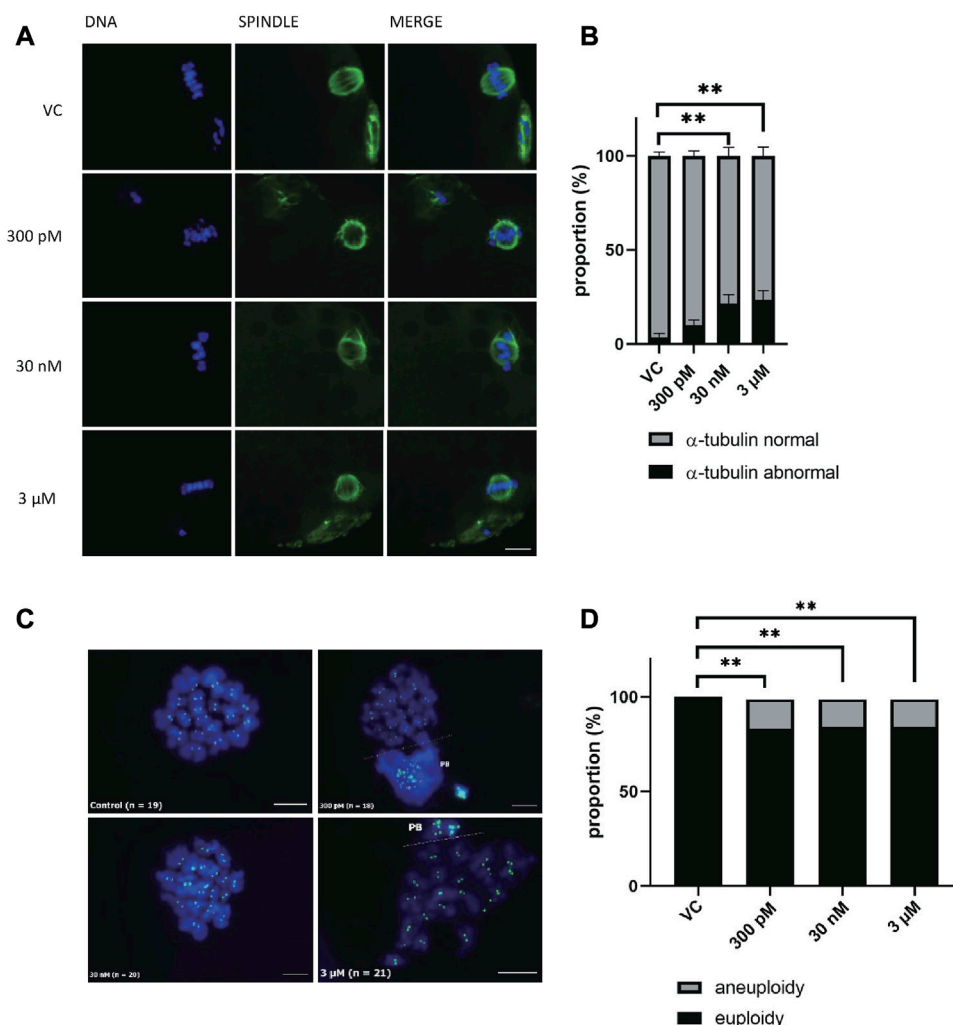 A
DNA
SPINDLE
MERGE
VC
300 pM
30 nM
3 µM
B
**
**
proportion (%)
100
50
0
VC
300 pM
30 nM
3 µM
α-tubulin normal
α-tubulin abnormal
C
Control (n = 19)
PB
300 pM (n = 18)
30 nM (n = 20)
PB
3 µM (n = 21)
D
**
**
**
proportion (%)
100
50
0
VC
300 pM
30 nM
3 µM
aneuploidy
euploidy